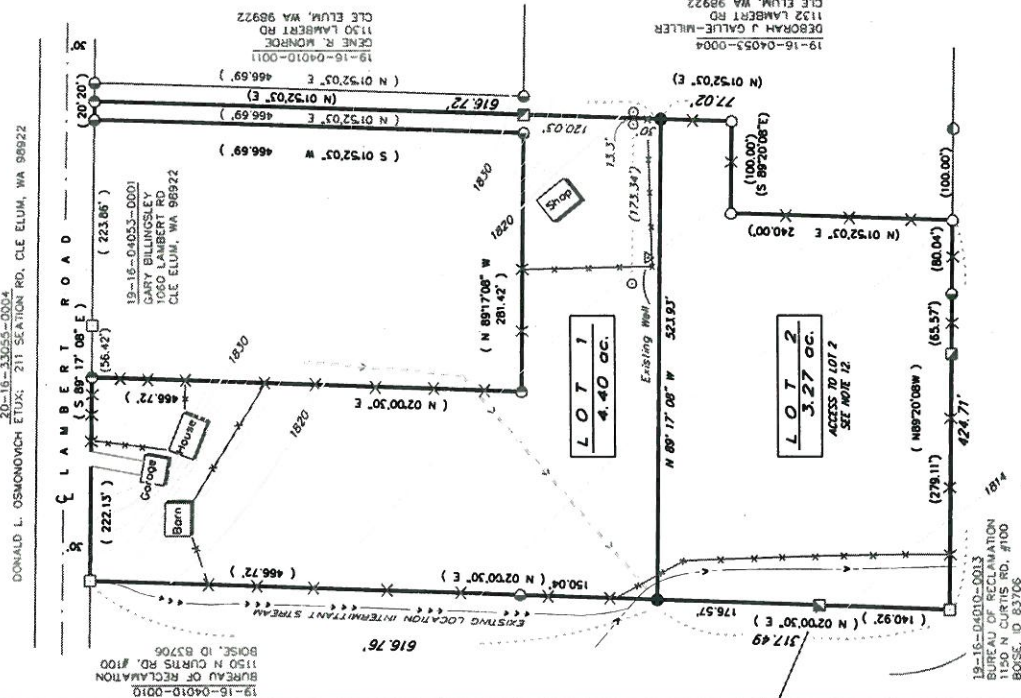 20-16-33055-0004
DONALD L. OSMONOVICH ETUX; 211 SEATON RD, CLE ELUM, WA 98922
30'
℄ LAMBERT ROAD
30'
(S 89° 17' 08" E)
(222.13')
(56.42')
(223.86')
(20' 20')
19-16-04010-0010
BUREAU OF RECLAMATION
1150 N CURTIS RD, #100
BOISE, ID 83706
19-16-04053-0001
GARY BILLINGSLEY
1060 LAMBERT RD
CLE ELUM, WA 98922
19-16-04010-0011
GENE R. MONROE
1130 LAMBERT RD
CLE ELUM, WA 98922
19-16-04053-0004
DEBORAH J GALLIE-MILLER
1132 LAMBERT RD
CLE ELUM, WA 98922
Garage
House
Barn
1830
1820
(466.72')
(N 02°00'30" E)
(466.72')
(N 02°00'30" E)
150.04'
EXISTING LOCATION INTERMITTANT STREAM
616.76'
(S 01°52'03" W
466.69')
(N 01°52'03" E
466.69')
(N 01°52'03" E)
616.72'
(N 01°52'03" E
466.69')
1830
1820
(N 89°17'08" W
281.42')
Shop
120.03'
13.3'
30'
(173.34')
LOT 1
4.40 ac.
Existing Well
N 89° 17' 08" W 523.93'
77.02'
(N 01°52'03" E)
(100.00')
(S 89°20'08"E)
(N 01°52'03" E
240.00')
LOT 2
3.27 ac.
ACCESS TO LOT 2
SEE NOTE 12.
176.57'
(N 02°00'30" E)
(140.92')
317.49
(N89°20'08W)
(279.11')
(65.57')
(80.04')
(100.00')
424.71'
1814
19-16-04010-0013
BUREAU OF RECLAMATION
1150 N CURTIS RD, #100
BOISE, ID 83706